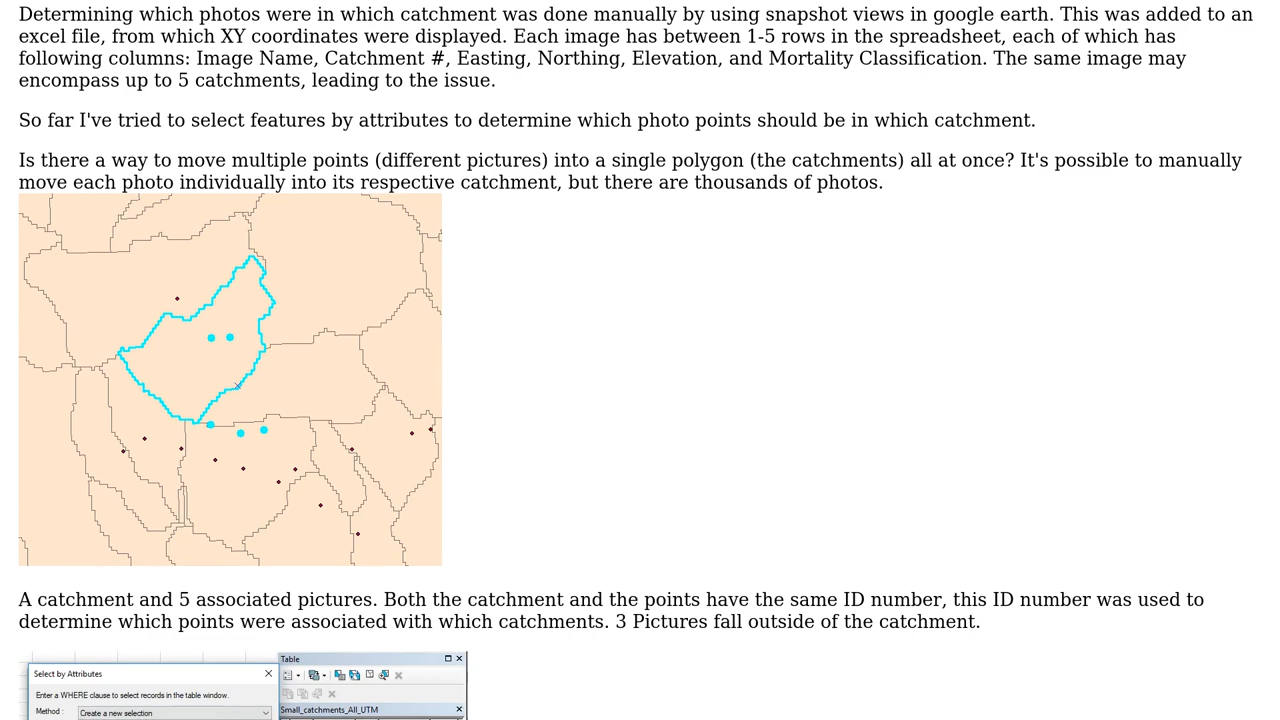 Determining which photos were in which catchment was done manually by using snapshot views in google earth. This was added to an
excel file, from which XY coordinates were displayed. Each image has between 1-5 rows in the spreadsheet, each of which has
following columns: Image Name, Catchment #, Easting, Northing, Elevation, and Mortality Classification. The same image may
encompass up to 5 catchments, leading to the issue.
So far I've tried to select features by attributes to determine which photo points should be in which catchment.
Is there a way to move multiple points (different pictures) into a single polygon (the catchments) all at once? It's possible to manually
move each photo individually into its respective catchment, but there are thousands of photos.
A catchment and 5 associated pictures. Both the catchment and the points have the same ID number, this ID number was used to
determine which points were associated with which catchments. 3 Pictures fall outside of the catchment.
Table
Select by Attributes
Enter a WHERE clause to select records in the table window.
Method : Create a new selection
Small_catchments_All_UTM